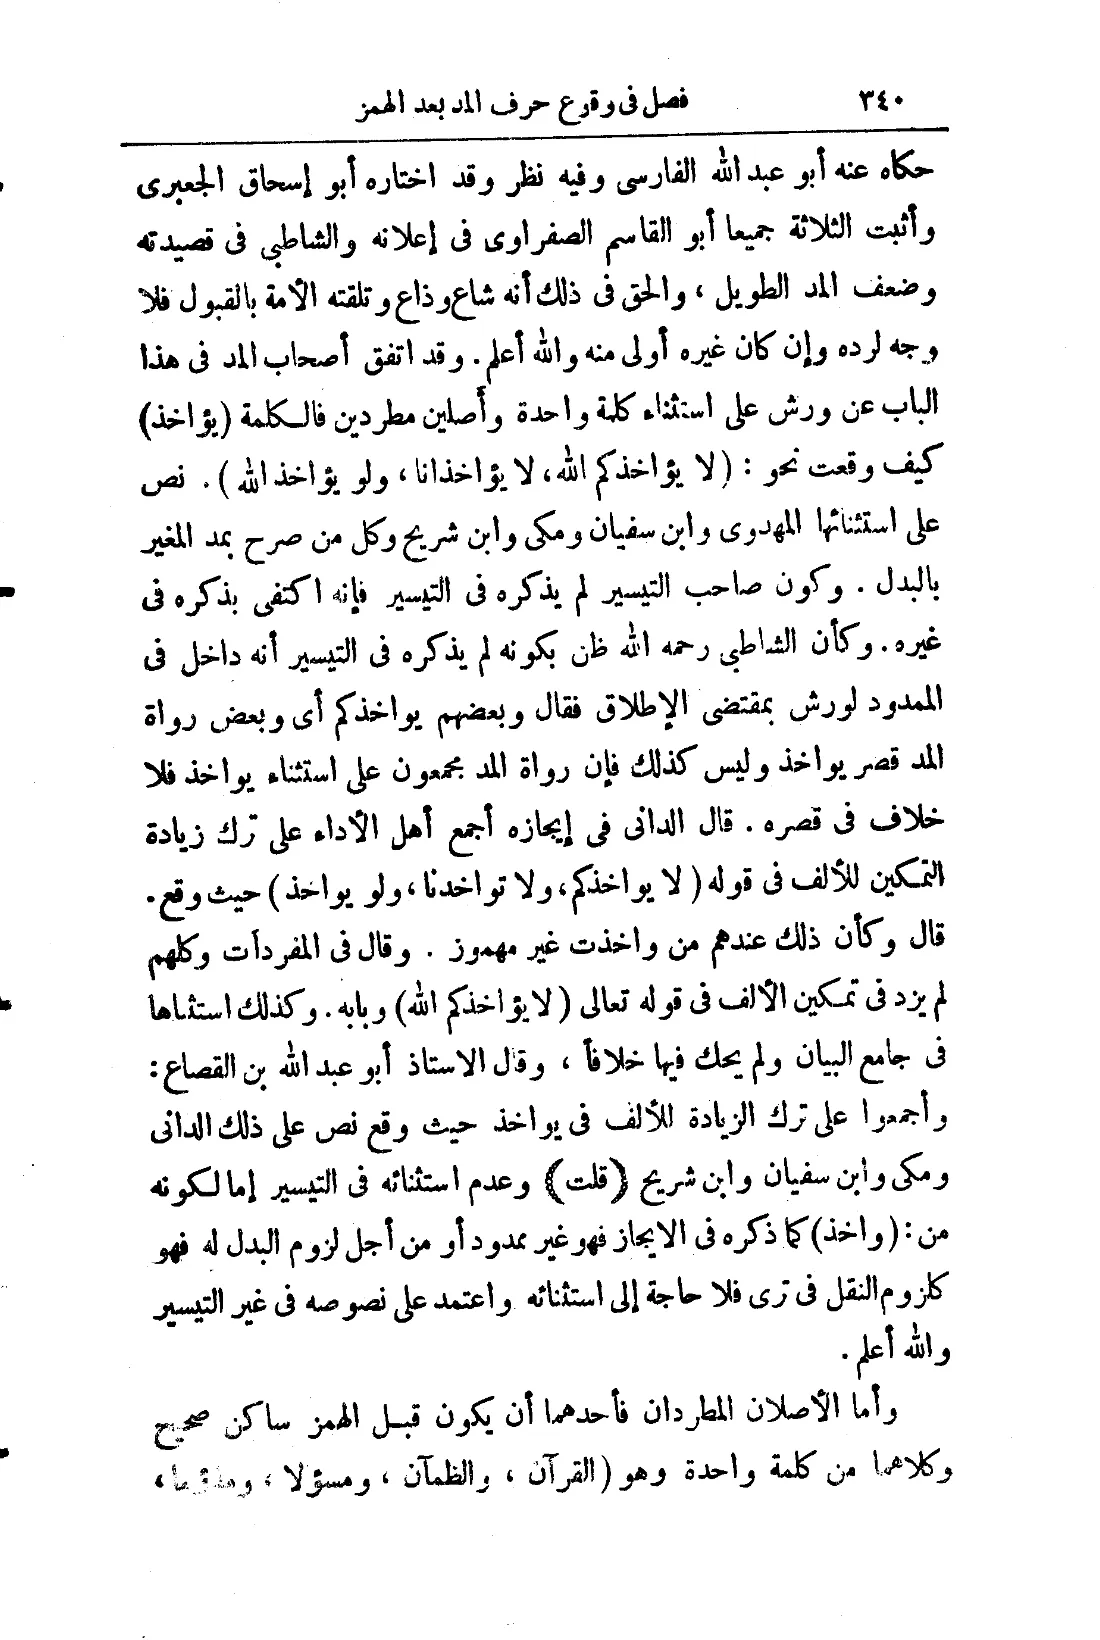 ٣٤٠ فصل فى وقوع حرف المد بعد الهمز
حكاه عنه أبو عبد الله الفارسى وفيه نظر وقد اختاره أبو إسحاق الجعبرى
وأثبت الثلاثة جميعا أبو القاسم الصفراوى فى إعلانه والشاطبى فى قصيدته
وضعف المد الطويل ، والحق فى ذلك أنه شاع وذاع وتلقته الأمة بالقبول فلا
وجه لرده وإن كان غيره أولى منه والله أعلم. وقد اتفق أصحاب المد فى هذا
الباب عن ورش على استثناء كلمة واحدة وأصلين مطردين فالكلمة (يؤاخذ)
كيف وقعت نحو : (لا يؤاخذكم الله، لا يؤاخذانا، ولو يؤاخذ الله) . نص
على استثنائها المهدوى وابن سفيان ومكى وابن شريح وكل من صرح بمد المغير
بالبدل . وكون صاحب التيسير لم يذكره فى التيسير فإنه اكتفى بذكره فى
غيره. وكأن الشاطبى رحمه الله ظن بكونه لم يذكره فى التيسير أنه داخل فى
الممدود لورش بمقتضى الإطلاق فقال وبعضهم يواخذكم أى وبعض رواة
المد قصر يواخذ وليس كذلك فإن رواة المد مجمعون على استثناء يواخذ فلا
خلاف فى قصره . قال الدانى فى إيجازه أجمع أهل الأداء على ترك زيادة
التمكين للألف فى قوله ( لا يواخذكم، ولا تواخدنا، ولو يواخذ) حيث وقع.
قال وكأن ذلك عندهم من واخذت غير مهموز . وقال فى المفردات وكلهم
لم يزد فى تمكين الألف فى قوله تعالى (لا يؤاخذكم الله) وبابه. وكذلك استثناها
فى جامع البيان ولم يحك فيها خلافاً ، وقال الاستاذ أبو عبد الله بن القصاع:
وأجمعوا على ترك الزيادة للألف فى يواخذ حيث وقع نص على ذلك الدانى
ومكى وابن سفيان وابن شريح (قلت) وعدم استثنائه فى التيسير إما لكونه
من : (واخذ) كما ذكره فى الايجاز فهو غير ممدود أو من أجل لزوم البدل له فهو
كلزوم النقل فى ترى فلا حاجة إلى استثنائه واعتمد على نصوصه فى غير التيسير
والله أعلم .
وأما الأصلان المطردان فأحدهما أن يكون قبل الهمز ساكن صحيح
وكلاهما من كلمة واحدة وهو (القرآن ، والظمآن ، ومسؤلا ،